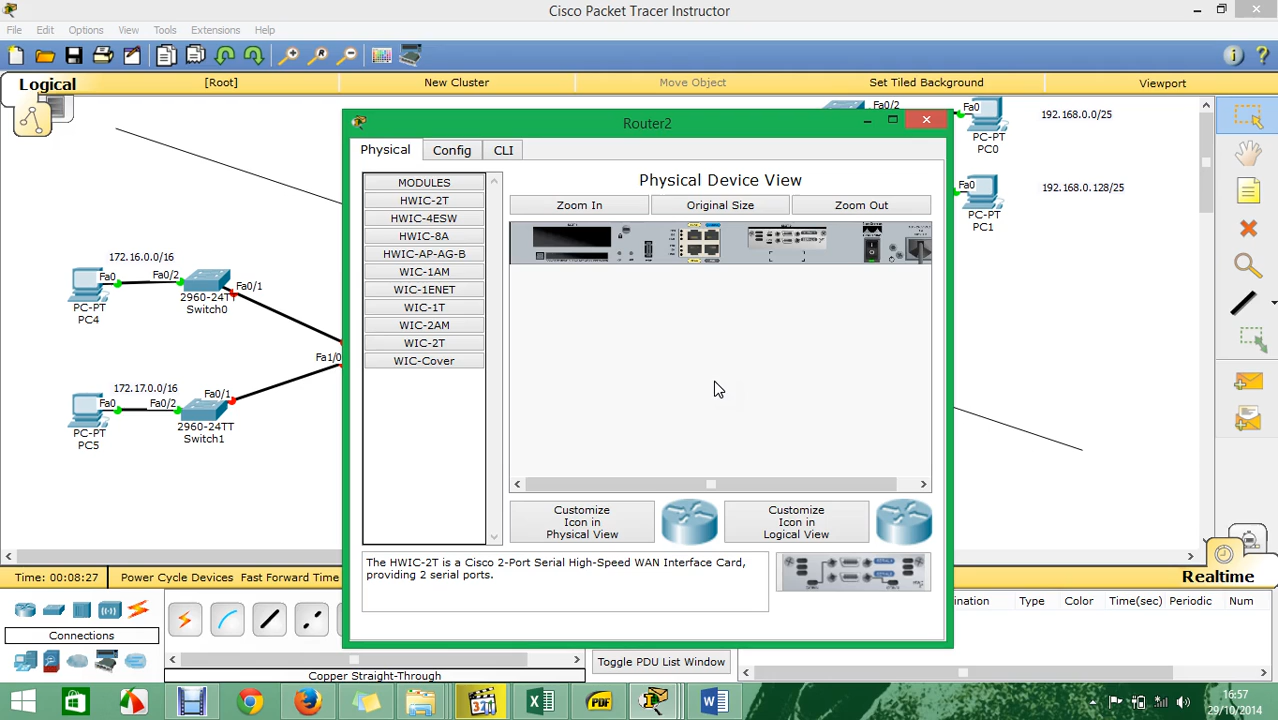 Cisco Packet Tracer Instructor
File Edit Options View Tools Extensions Help
Logical [Root] New Cluster Move Object Set Tiled Background Viewport
Fa0/2
Fa0
192.168.0.0/25
PC-PT
PC0
Fa0
192.168.0.128/25
PC-PT
PC1
172.16.0.0/16
Fa0
Fa0/2
Fa0/1
PC-PT
PC4
2960-24TT
Switch0
Fa1/0
172.17.0.0/16
Fa0
Fa0/2
Fa0/1
PC-PT
PC5
2960-24TT
Switch1
Router2
Physical Config CLI
MODULES
HWIC-2T
HWIC-4ESW
HWIC-8A
HWIC-AP-AG-B
WIC-1AM
WIC-1ENET
WIC-1T
WIC-2AM
WIC-2T
WIC-Cover
Physical Device View
Zoom In Original Size Zoom Out
Customize
Icon in
Physical View
Customize
Icon in
Logical View
The HWIC-2T is a Cisco 2-Port Serial High-Speed WAN Interface Card,
providing 2 serial ports.
Time: 00:08:27 Power Cycle Devices Fast Forward Time
Realtime
Connections
Copper Straight-Through
Toggle PDU List Window
ination Type Color Time(sec) Periodic Num
16:57
29/10/2014